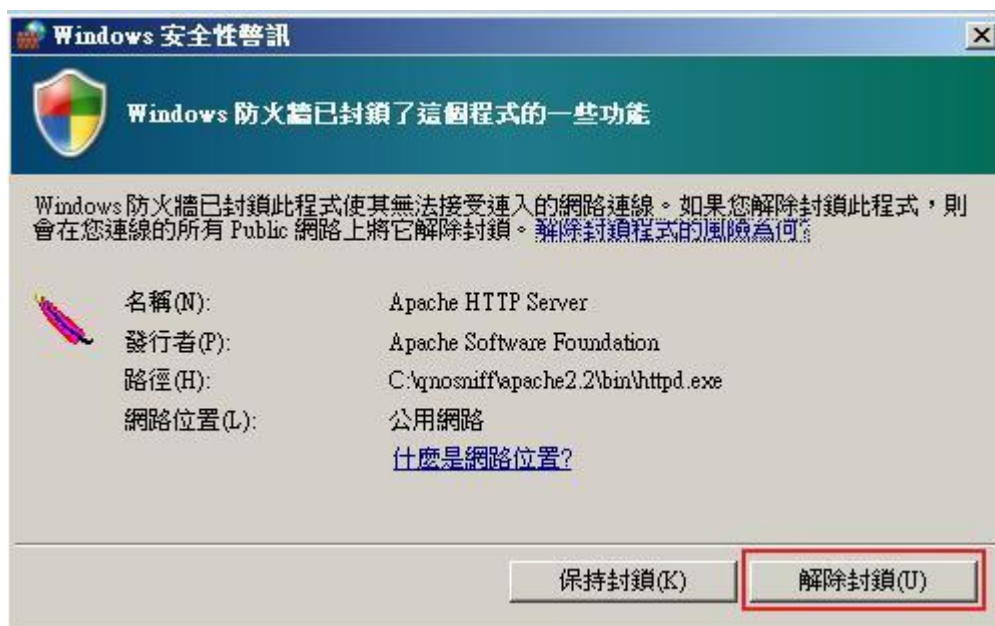 Windows 安全性警訊
Windows 防火牆已封鎖了這個程式的一些功能
Windows 防火牆已封鎖此程式使其無法接受連入的網路連線。如果您解除封鎖此程式，則
會在您連線的所有 Public 網路上將它解除封鎖。解除封鎖程式的風險為何?
名稱(N): Apache HTTP Server
發行者(P): Apache Software Foundation
路徑(H): C:\qnosniff\apache2.2\bin\httpd.exe
網路位置(L): 公用網路
什麼是網路位置?
保持封鎖(K) 解除封鎖(U)